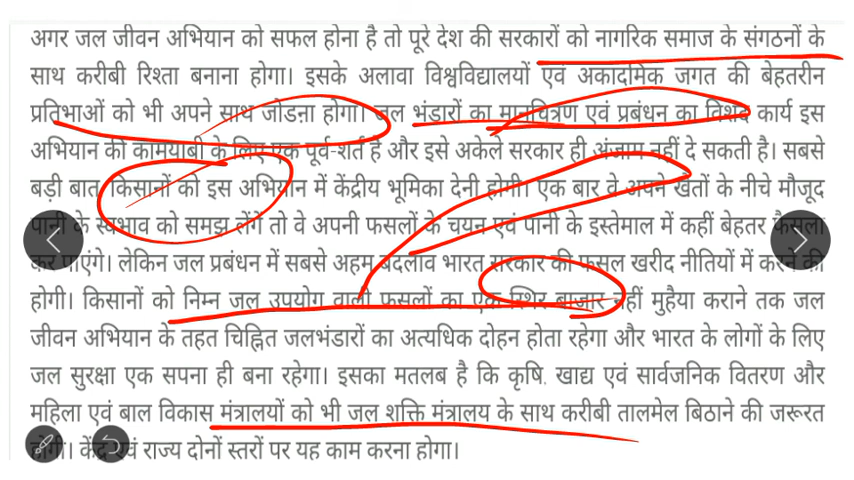 अगर जल जीवन अभियान को सफल होना है तो पूरे देश की सरकारों को नागरिक समाज के संगठनों के
साथ करीबी रिश्ता बनाना होगा। इसके अलावा विश्वविद्यालयों एवं अकादमिक जगत की बेहतरीन
प्रतिभाओं को भी अपने साथ जोडऩा होगा। जल भंडारों का मानचित्रण एवं प्रबंधन का विशद कार्य इस
अभियान की कामयाबी के लिए एक पूर्व-शर्त है और इसे अकेले सरकार ही अंजाम नहीं दे सकती है। सबसे
बड़ी बात किसानों को इस अभियान में केंद्रीय भूमिका देनी होगी। एक बार वे अपने खेतों के नीचे मौजूद
पानी के स्वभाव को समझ लेंगे तो वे अपनी फसलों के चयन एवं पानी के इस्तेमाल में कहीं बेहतर फैसला
कर पाएंगे। लेकिन जल प्रबंधन में सबसे अहम बदलाव भारत सरकार की फसल खरीद नीतियों में करने की
होगी। किसानों को निम्न जल उपयोग वाली फसलों का एक स्थिर बाजार नहीं मुहैया कराने तक जल
जीवन अभियान के तहत चिह्नित जलभंडारों का अत्यधिक दोहन होता रहेगा और भारत के लोगों के लिए
जल सुरक्षा एक सपना ही बना रहेगा। इसका मतलब है कि कृषि, खाद्य एवं सार्वजनिक वितरण और
महिला एवं बाल विकास मंत्रालयों को भी जल शक्ति मंत्रालय के साथ करीबी तालमेल बिठाने की जरूरत
होगी। केंद्र एवं राज्य दोनों स्तरों पर यह काम करना होगा।